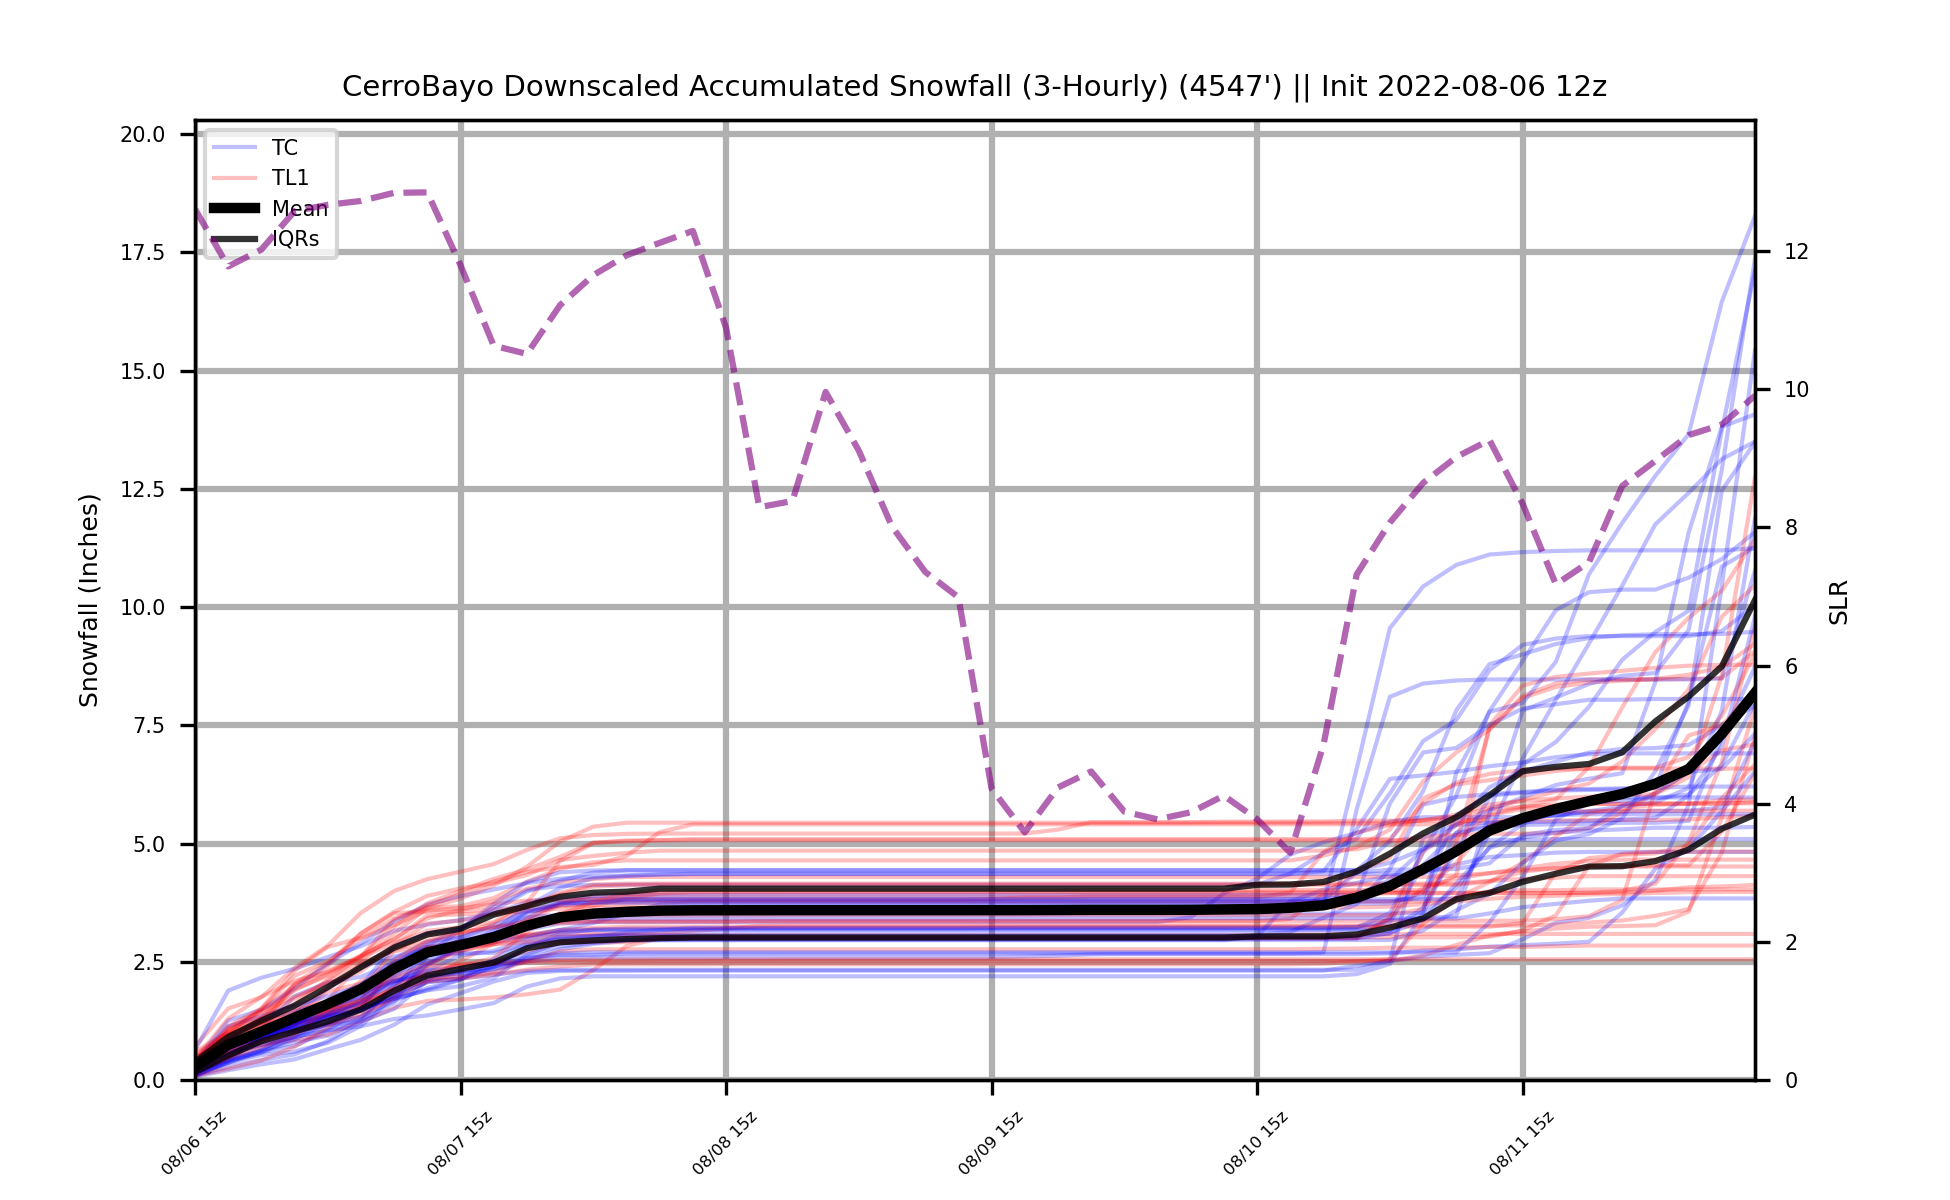 CerroBayo Downscaled Accumulated Snowfall (3-Hourly) (4547') || Init 2022-08-06 12z
TC
TL1
Mean
IQRs
Snowfall (Inches)
20.0
17.5
15.0
12.5
10.0
7.5
5.0
2.5
0.0
12
10
8
6
4
2
0
SLR
08/06 15z
08/07 15z
08/08 15z
08/09 15z
08/10 15z
08/11 15z